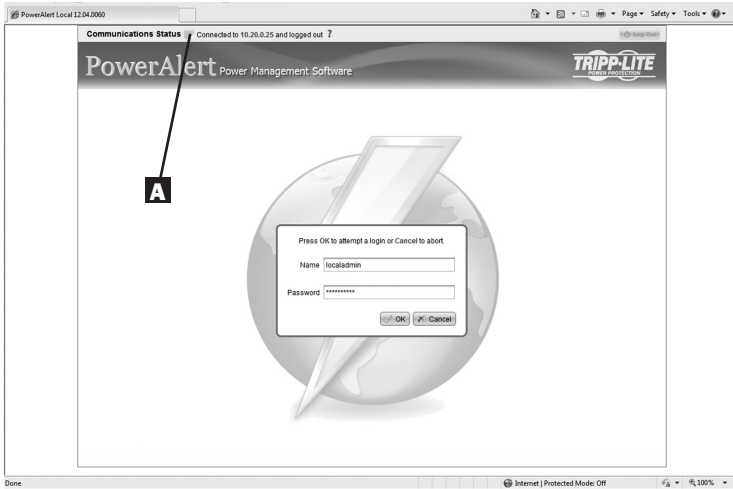 PowerAlert Local 12.04.0060
Page Safety Tools
Communications Status Connected to 10.20.0.25 and logged out ?
Log Out
PowerAlert Power Management Software
TRIPP·LITE
POWER PROTECTION
A
Press OK to attempt a login or Cancel to abort.
Name localadmin
Password **********
OK Cancel
Done
Internet | Protected Mode: Off
100%